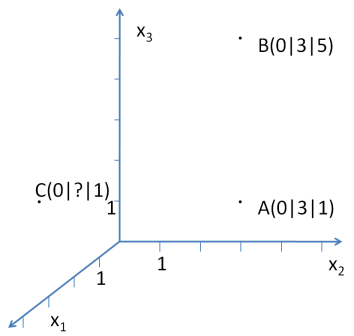 x₃
B(0|3|5)
C(0|?|1)
1
A(0|3|1)
1
1
x₂
x₁